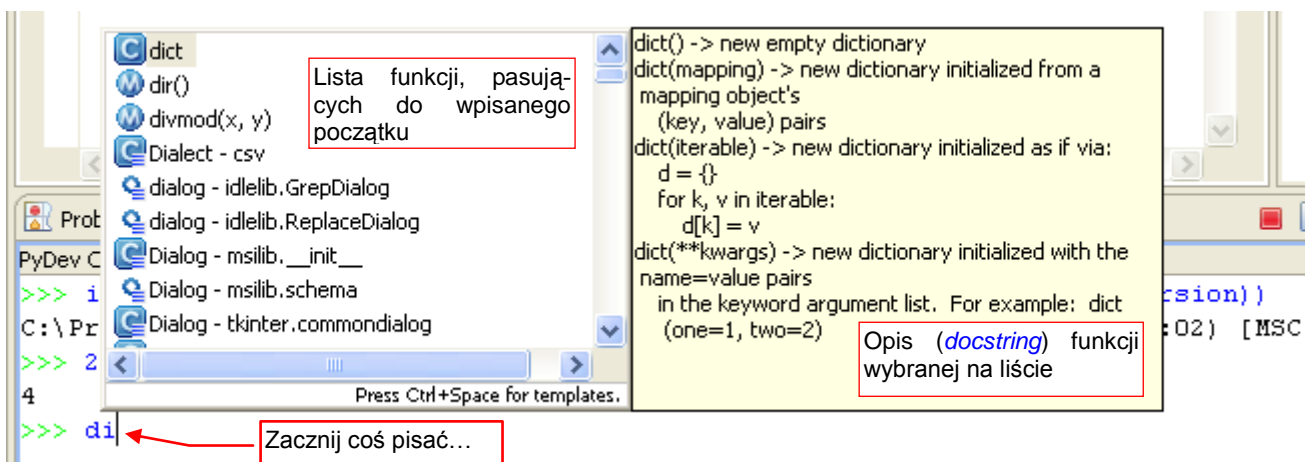 dict
dir()
divmod(x, y)
Dialect - csv
dialog - idlelib.GrepDialog
dialog - idlelib.ReplaceDialog
Dialog - msilib.__init__
Dialog - msilib.schema
Dialog - tkinter.commondialog
Press Ctrl+Space for templates.
Lista funkcji, pasują-
cych do wpisanego
początku
dict() -> new empty dictionary
dict(mapping) -> new dictionary initialized from a
mapping object's
(key, value) pairs
dict(iterable) -> new dictionary initialized as if via:
d = {}
for k, v in iterable:
d[k] = v
dict(**kwargs) -> new dictionary initialized with the
name=value pairs
in the keyword argument list.  For example:  dict
(one=1, two=2)
Opis (docstring) funkcji
wybranej na liście
Prob
PyDev C
>>> i rsion))
C:\Pr :02) [MSC
>>> 2
4
>>> di
Zacznij coś pisać…